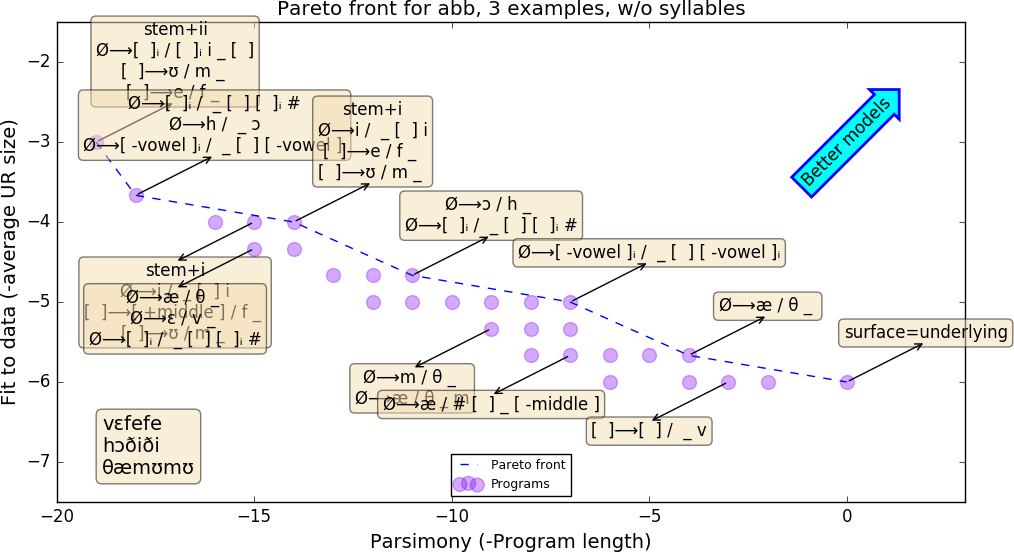 Pareto front for abb, 3 examples, w/o syllables
Fit to data (-average UR size)
−2
−3
−4
−5
−6
−7
stem+ii
Ø⟶[  ]ᵢ / [  ]ᵢ i _ [  ]
[  ]⟶ʊ / m _
[  ]⟶e / f _
Ø⟶[  ]ᵢ / _ [  ] [  ]ᵢ #
Ø⟶h / _ ɔ
Ø⟶[ -vowel ]ᵢ / _ [  ] [ -vowel ]ᵢ
stem+i
Ø⟶i / _ [  ] i
[  ]⟶e / f _
[  ]⟶ʊ / m _
Better models
Ø⟶ɔ / h _
Ø⟶[  ]ᵢ / _ [  ] [  ]ᵢ #
Ø⟶[ -vowel ]ᵢ / _ [  ] [ -vowel ]ᵢ
stem+i
Ø⟶i / _ [  ] i
[  ]⟶[ +middle ] / f _
[  ]⟶ʊ / m _
Ø⟶æ / θ _
Ø⟶ɛ / v _
Ø⟶[  ]ᵢ / _ [  ] [  ]ᵢ #
Ø⟶æ / θ _
surface=underlying
Ø⟶m / θ _
Ø⟶æ / θ _ m
Ø⟶æ / # [  ] _ [ -middle ]
[  ]⟶[  ] / _ v
vɛfefe
hɔðiði
θæmʊmʊ
Pareto front
Programs
−20
−15
−10
−5
0
Parsimony (-Program length)